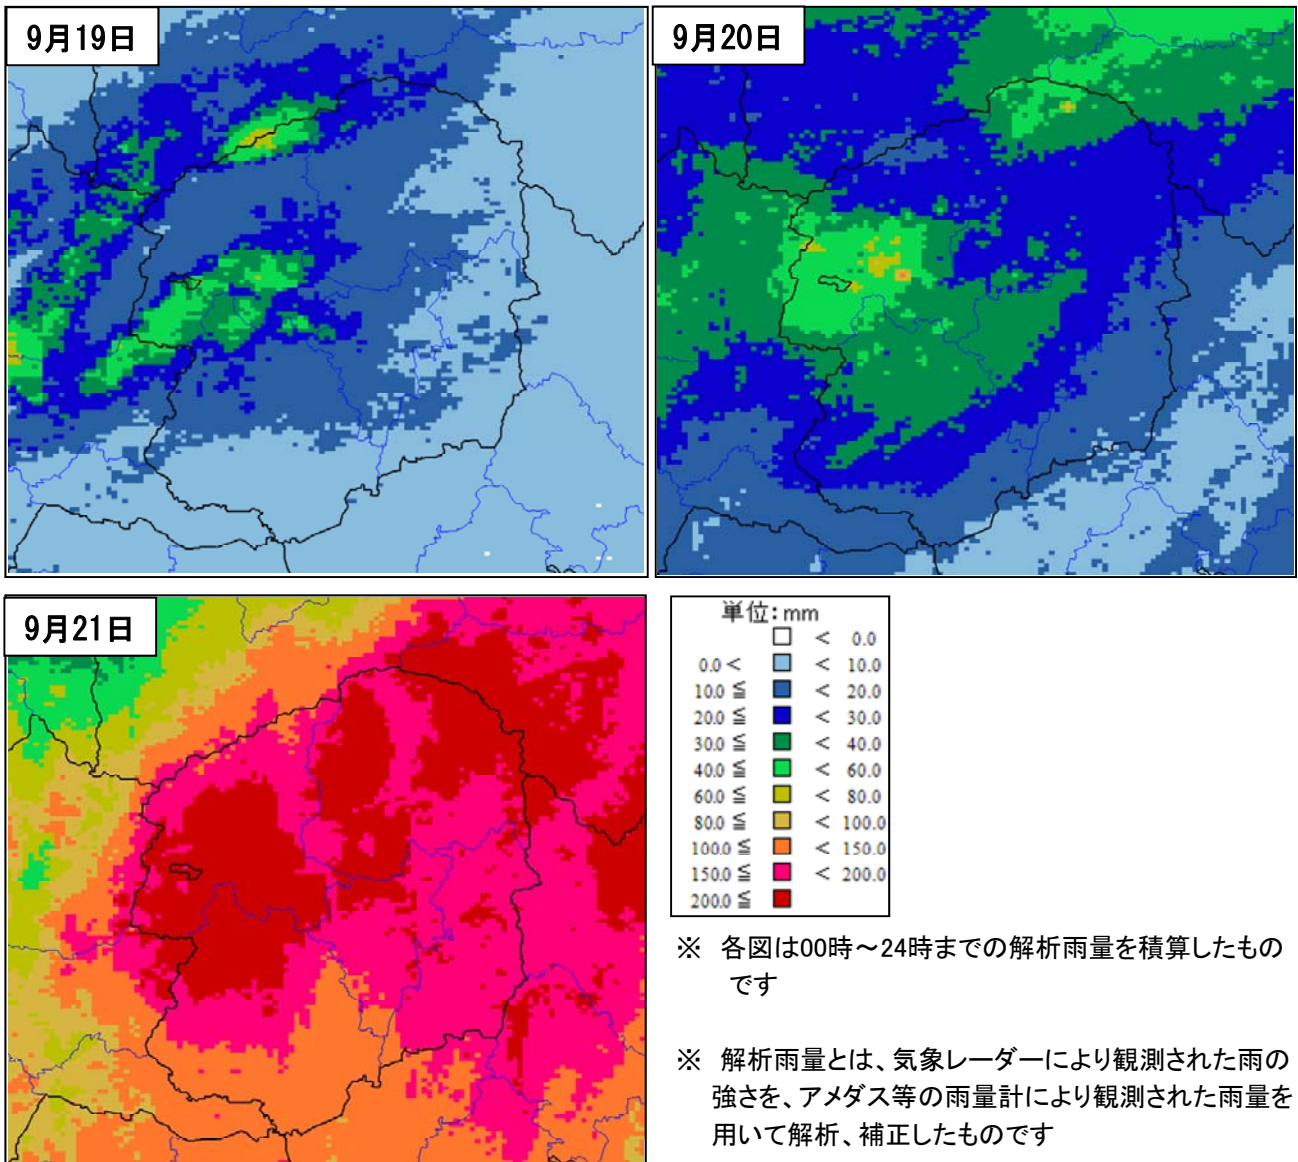 9月19日
9月20日
9月21日
単位:mm
< 0.0
0.0 < < 10.0
10.0 ≦ < 20.0
20.0 ≦ < 30.0
30.0 ≦ < 40.0
40.0 ≦ < 60.0
60.0 ≦ < 80.0
80.0 ≦ < 100.0
100.0 ≦ < 150.0
150.0 ≦ < 200.0
200.0 ≦
※ 各図は00時~24時までの解析雨量を積算したもの
です
※ 解析雨量とは、気象レーダーにより観測された雨の
強さを、アメダス等の雨量計により観測された雨量を
用いて解析、補正したものです